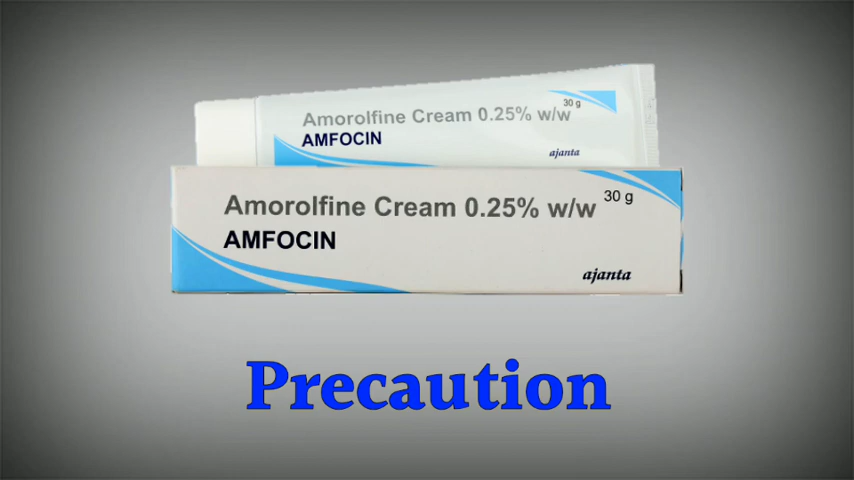 Amorolfine Cream 0.25% w/w 30 g
AMFOCIN
ajanta
Amorolfine Cream 0.25% w/w 30 g
AMFOCIN
ajanta
Precaution